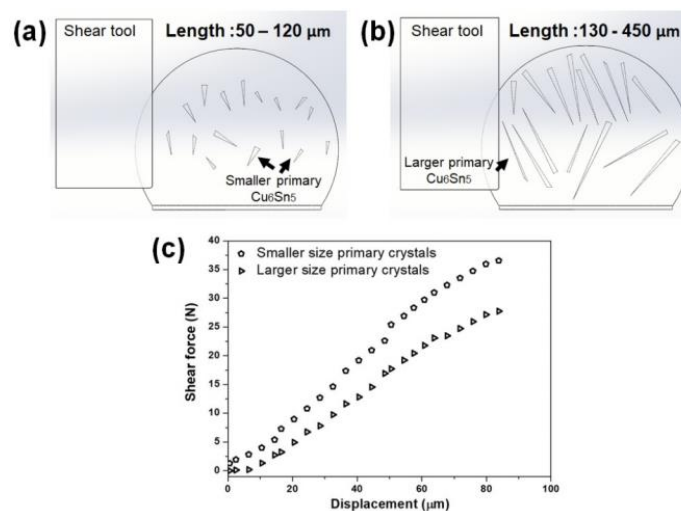 (a)
Shear tool
Length :50 – 120 μm
Smaller primary
Cu6Sn5
(b)
Shear tool
Length :130 - 450 μm
Larger primary
Cu6Sn5
(c)
Smaller size primary crystals
Larger size primary crystals
Shear force (N)
40
35
30
25
20
15
10
5
0
0
20
40
60
80
100
Displacement (μm)